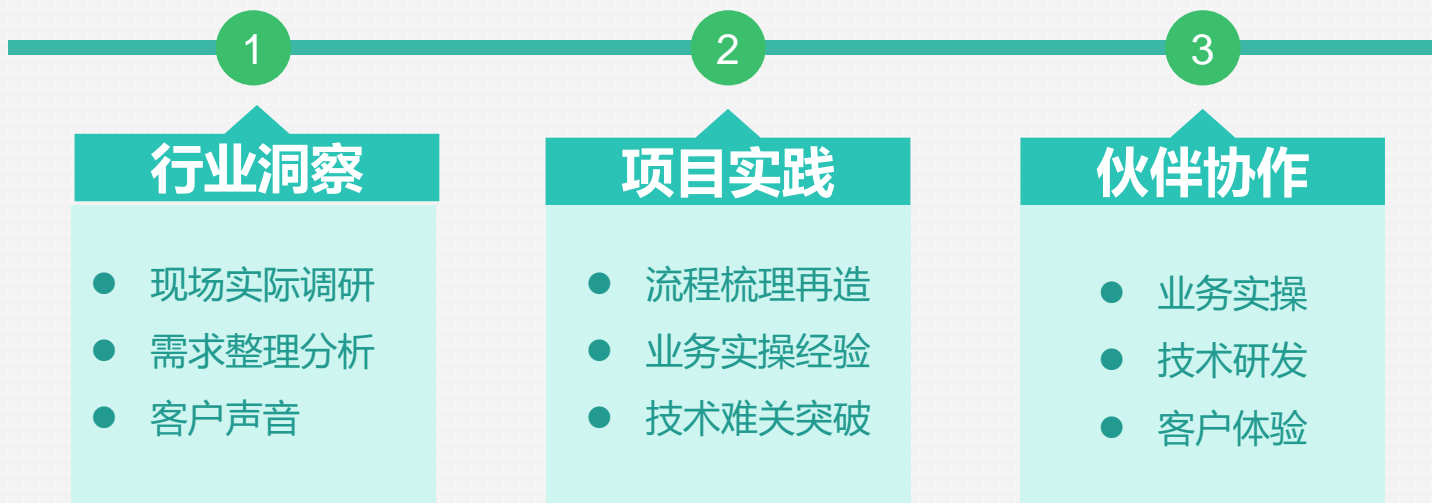 1
行业洞察
● 现场实际调研
● 需求整理分析
● 客户声音
2
项目实践
● 流程梳理再造
● 业务实操经验
● 技术难关突破
3
伙伴协作
● 业务实操
● 技术研发
● 客户体验